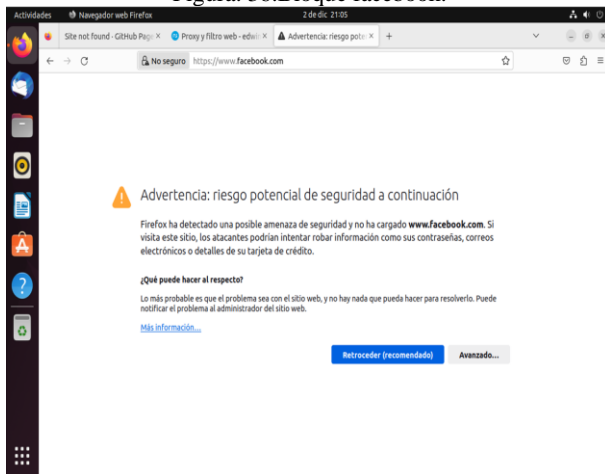 Figura. 58.Bloque facebook.
Actividades Navegador web Firefox 2 de dic 21:05
Site not found · GitHub Page Proxy y filtro web - edwin Advertencia: riesgo poten
No seguro https://www.facebook.com
Advertencia: riesgo potencial de seguridad a continuación
Firefox ha detectado una posible amenaza de seguridad y no ha cargado www.facebook.com. Si
visita este sitio, los atacantes podrían intentar robar información como sus contraseñas, correos
electrónicos o detalles de su tarjeta de crédito.
¿Qué puede hacer al respecto?
Lo más probable es que el problema sea con el sitio web, y no hay nada que pueda hacer para resolverlo. Puede
notificar el problema al administrador del sitio web.
Más información...
Retroceder (recomendado) Avanzado...